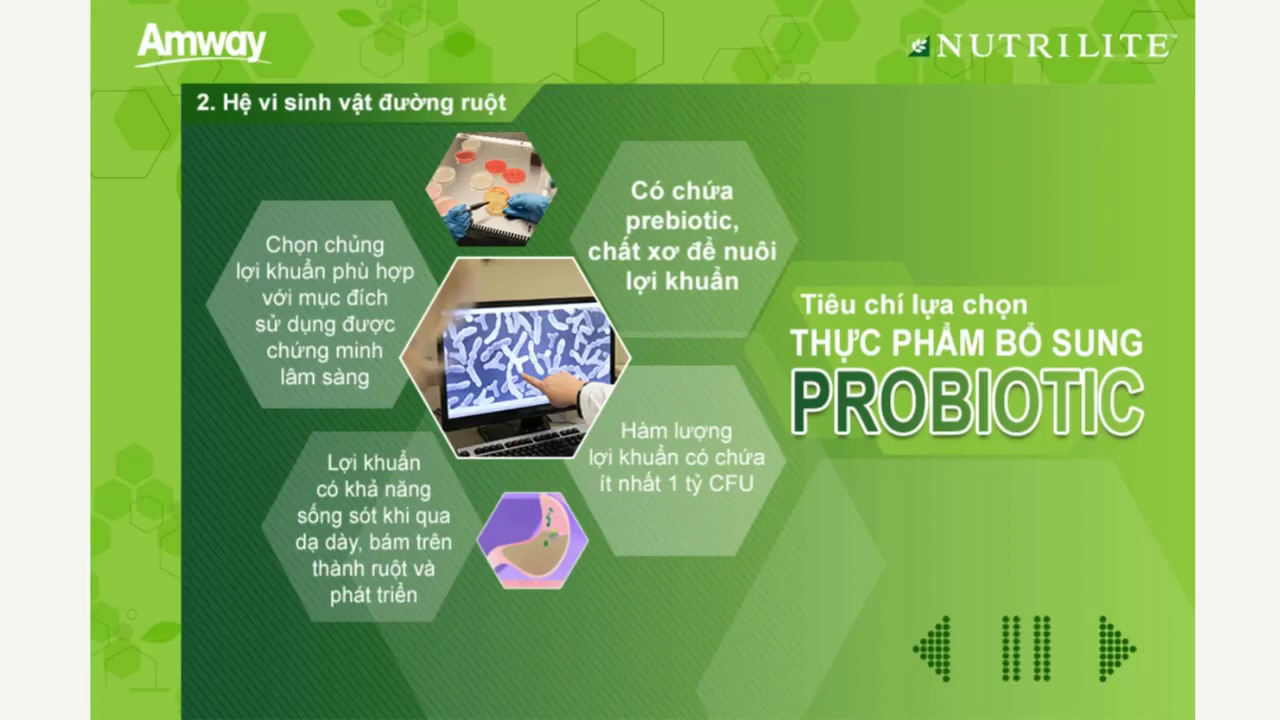 Amway
NUTRILITE
2. Hệ vi sinh vật đường ruột
Chọn chủng
lợi khuẩn phù hợp
với mục đích
sử dụng được
chứng minh
lâm sàng
Có chứa
prebiotic,
chất xơ để nuôi
lợi khuẩn
Lợi khuẩn
có khả năng
sống sót khi qua
dạ dày, bám trên
thành ruột và
phát triển
Hàm lượng
lợi khuẩn có chứa
ít nhất 1 tỷ CFU
Tiêu chí lựa chọn
THỰC PHẨM BỔ SUNG
PROBIOTIC